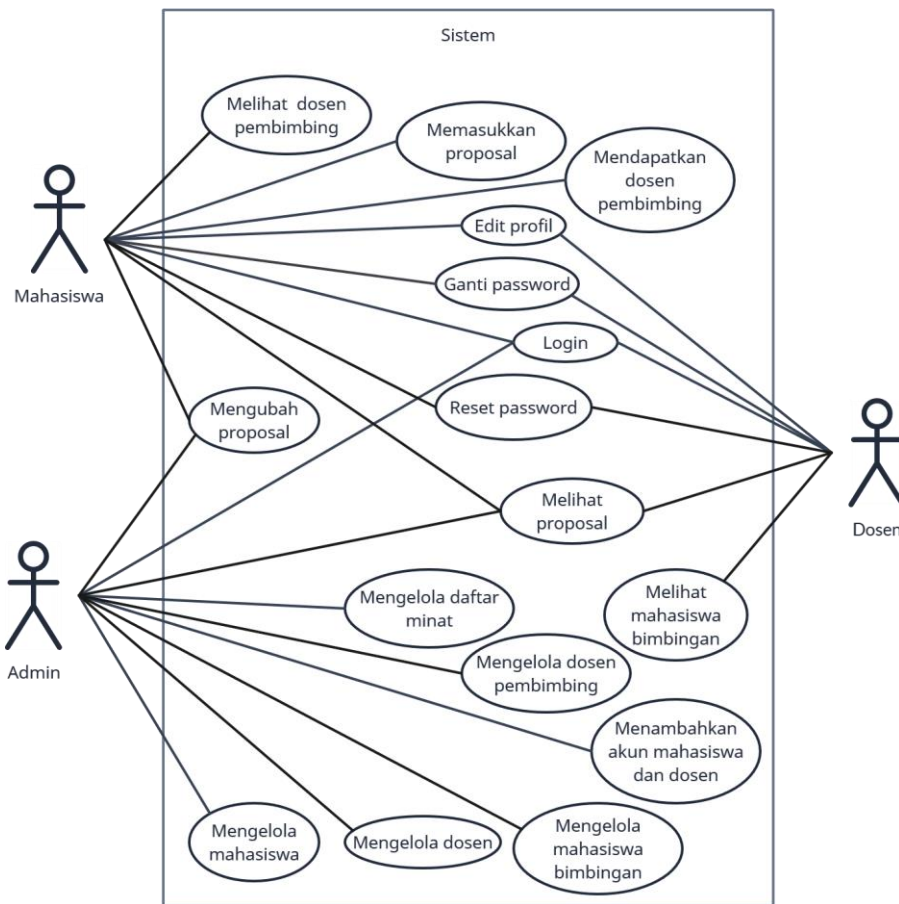 Sistem
Melihat dosen
pembimbing
Memasukkan
proposal
Mendapatkan
dosen
pembimbing
Edit profil
Mahasiswa
Ganti password
Login
Mengubah
proposal
Reset password
Melihat
proposal
Dosen
Mengelola daftar
minat
Melihat
mahasiswa
bimbingan
Admin
Mengelola dosen
pembimbing
Menambahkan
akun mahasiswa
dan dosen
Mengelola
mahasiswa
Mengelola dosen
Mengelola
mahasiswa
bimbingan